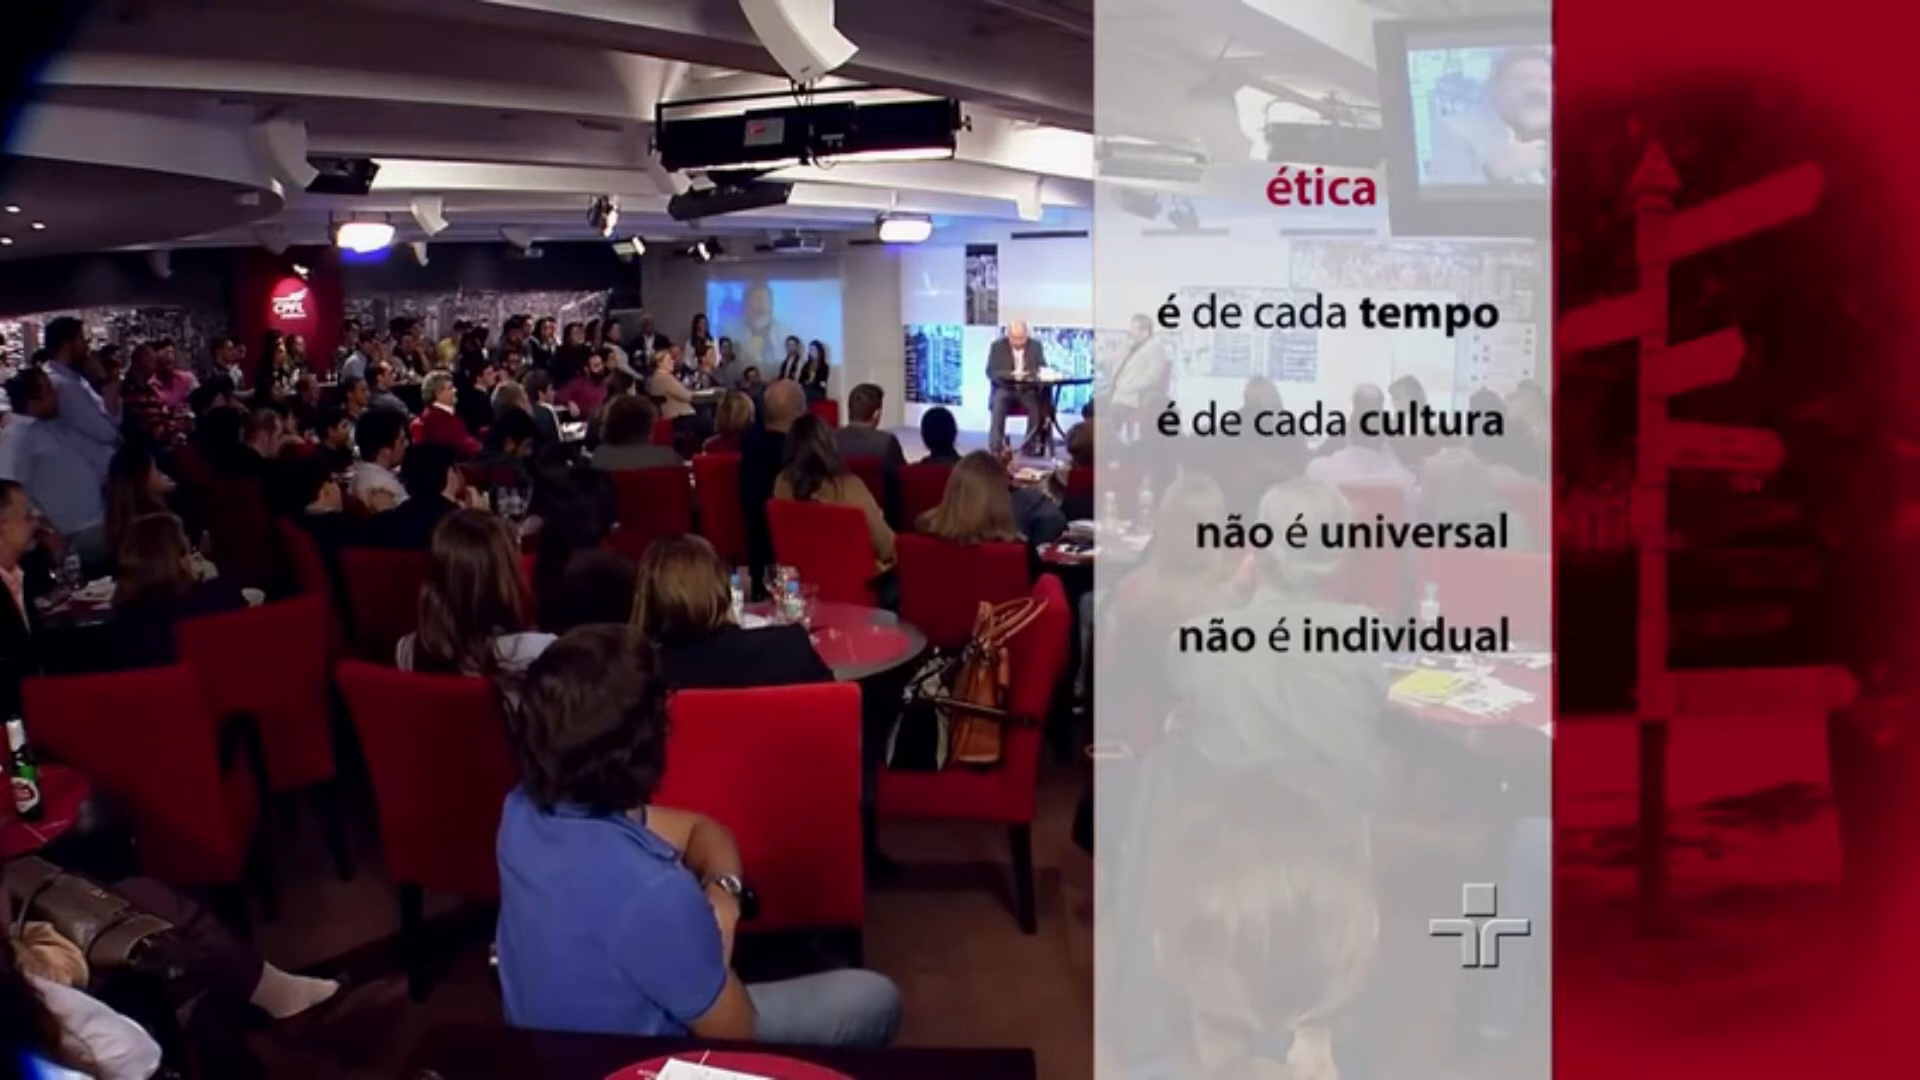 CPFL
ética
é de cada tempo
é de cada cultura
não é universal
não é individual